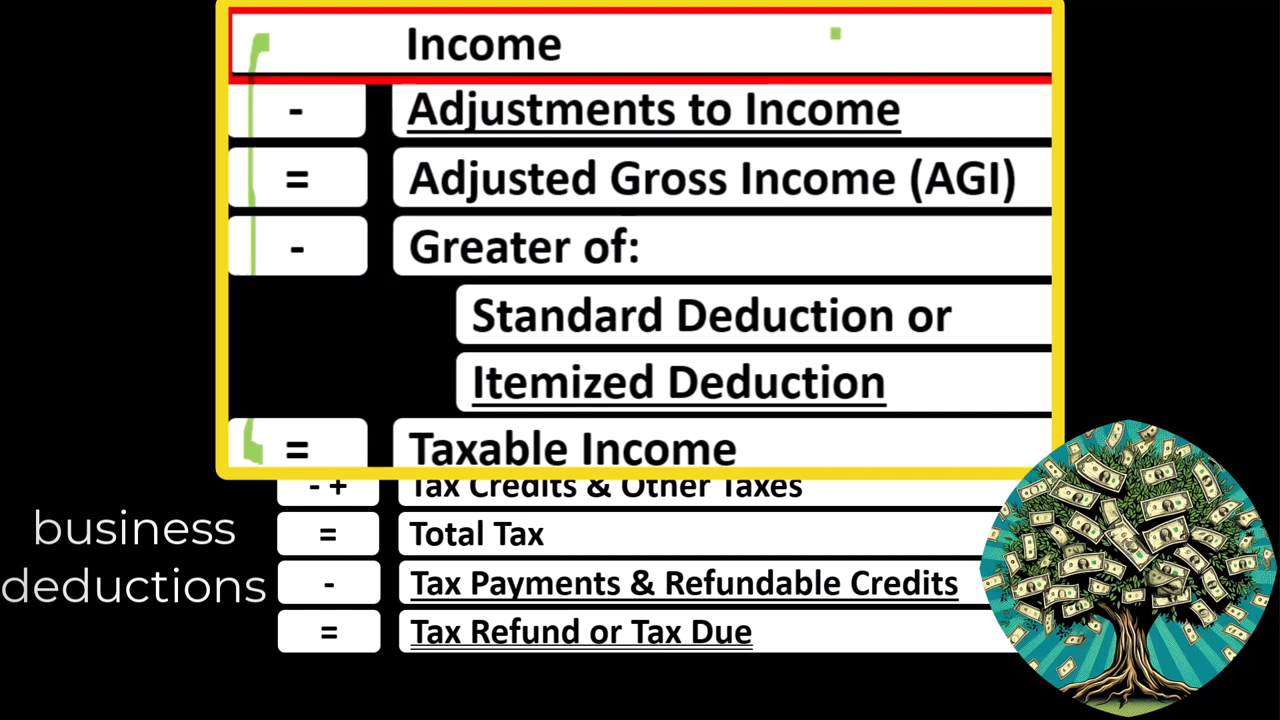 Income
- Adjustments to Income
= Adjusted Gross Income (AGI)
- Greater of:
Standard Deduction or
Itemized Deduction
= Taxable Income
- + Tax Credits & Other Taxes
= Total Tax
- Tax Payments & Refundable Credits
= Tax Refund or Tax Due
business
deductions